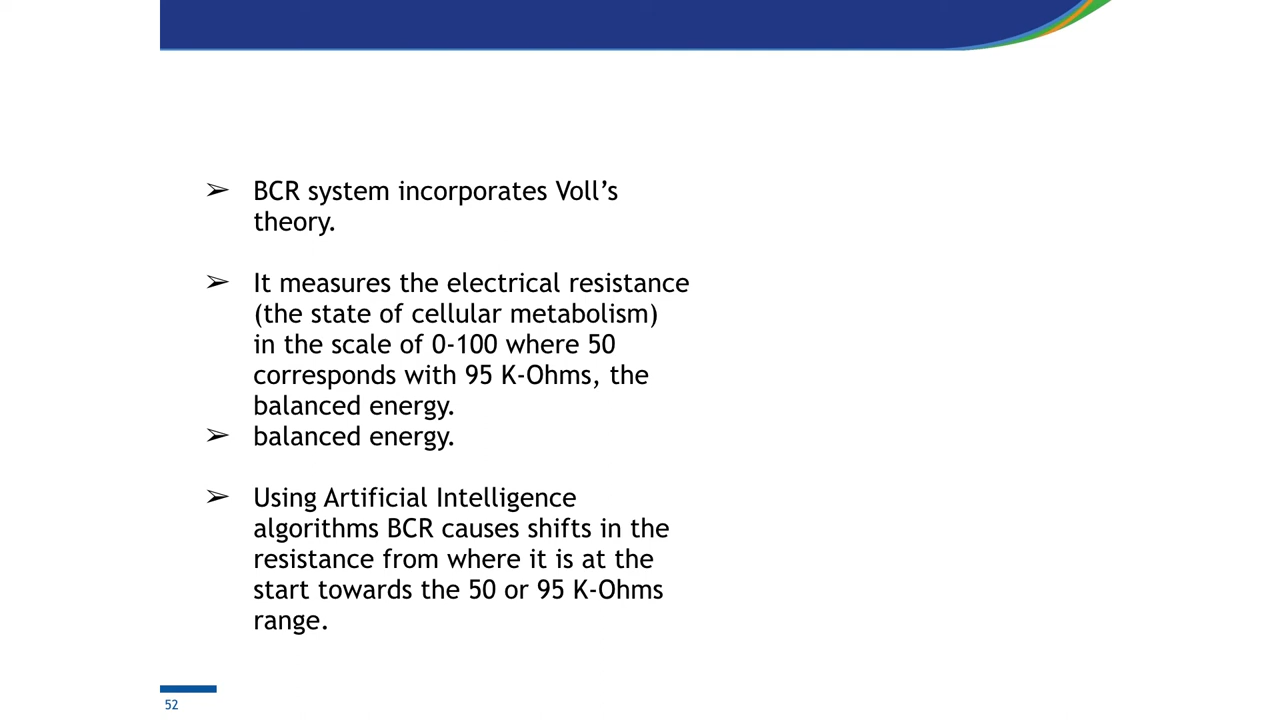 ➢ BCR system incorporates Voll’s
theory.
➢ It measures the electrical resistance
(the state of cellular metabolism)
in the scale of 0-100 where 50
corresponds with 95 K-Ohms, the
balanced energy.
➢ balanced energy.
➢ Using Artificial Intelligence
algorithms BCR causes shifts in the
resistance from where it is at the
start towards the 50 or 95 K-Ohms
range.
52